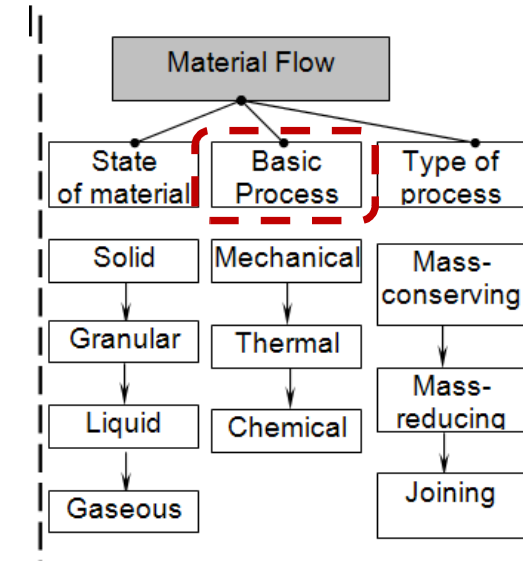 Material Flow
State
of material
Basic
Process
Type of
process
Solid
Granular
Liquid
Gaseous
Mechanical
Thermal
Chemical
Mass-
conserving
Mass-
reducing
Joining